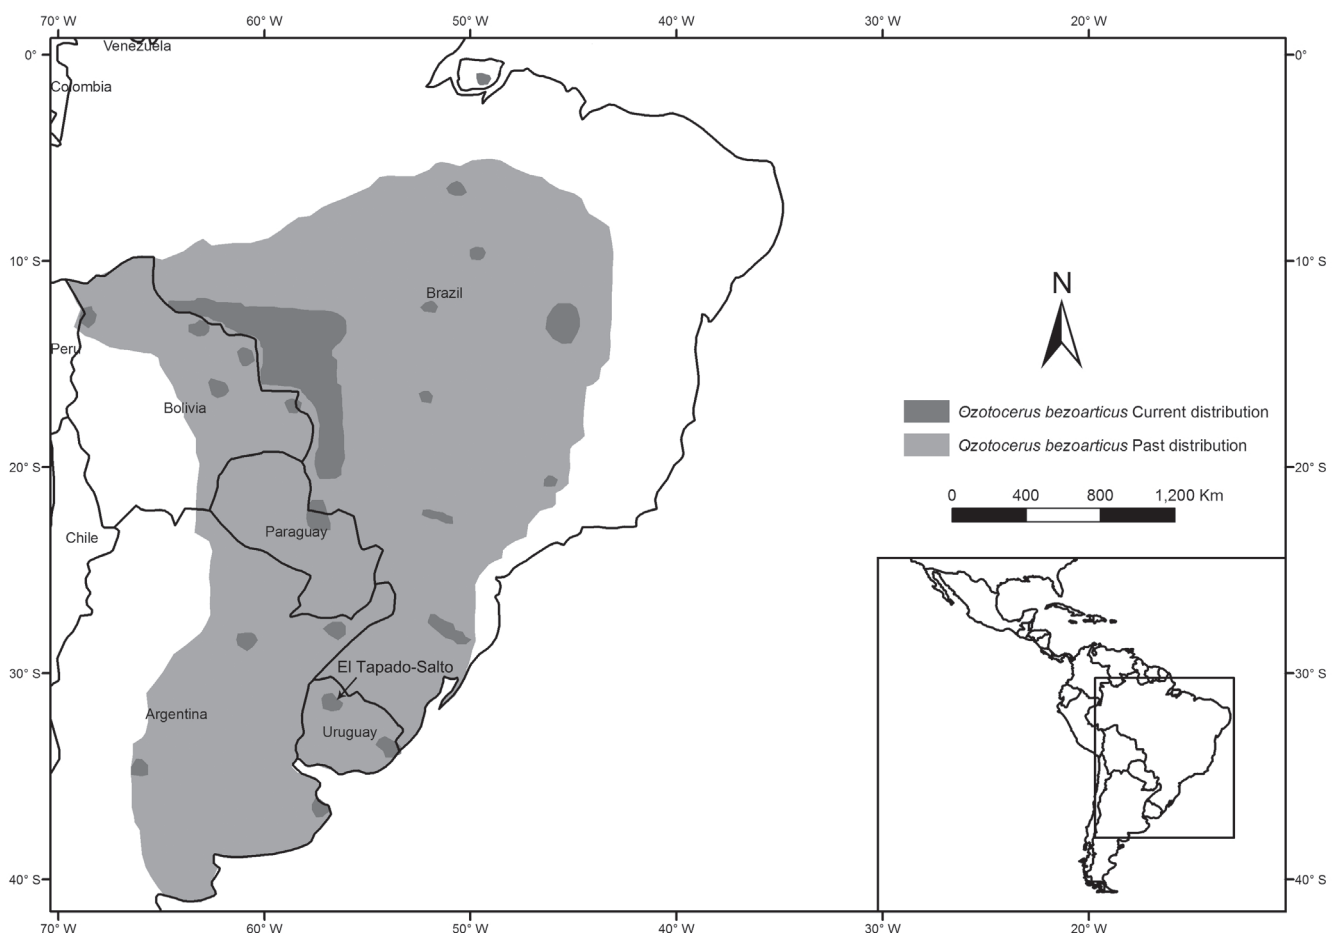 70° W 60° W 50° W 40° W 30° W 20° W
0° 0°
Venezuela
Colombia
10° S 10° S
Brazil
N
Peru
Bolivia
Ozotocerus bezoarticus Current distribution
Ozotocerus bezoarticus Past distribution
20° S 20° S
0 400 800 1,200 Km
Paraguay
Chile
El Tapado-Salto
30° S 30° S
Argentina
Uruguay
40° S 40° S
70° W 60° W 50° W 40° W 30° W 20° W